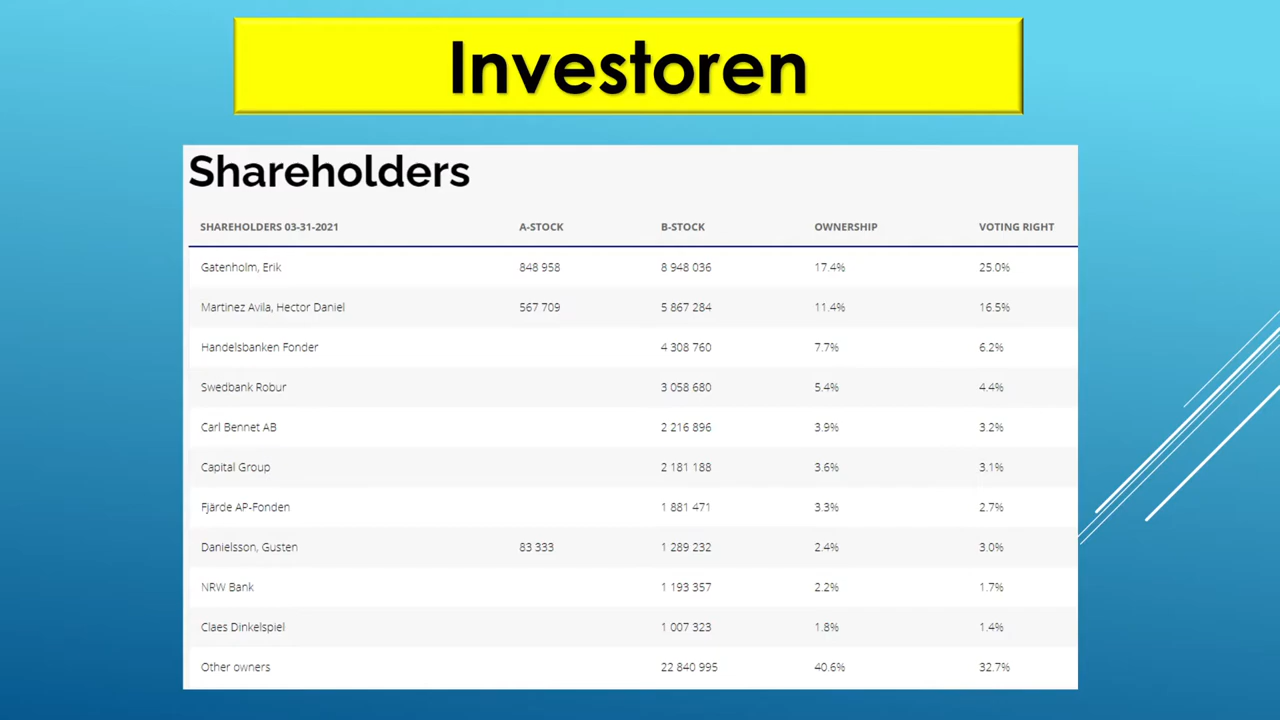 Investoren
Shareholders
SHAREHOLDERS 03-31-2021 A-STOCK B-STOCK OWNERSHIP VOTING RIGHT
Gatenholm, Erik 848 958 8 948 036 17.4% 25.0%
Martinez Avila, Hector Daniel 567 709 5 867 284 11.4% 16.5%
Handelsbanken Fonder 4 308 760 7.7% 6.2%
Swedbank Robur 3 058 680 5.4% 4.4%
Carl Bennet AB 2 216 896 3.9% 3.2%
Capital Group 2 181 188 3.6% 3.1%
Fjärde AP-Fonden 1 881 471 3.3% 2.7%
Danielsson, Gusten 83 333 1 289 232 2.4% 3.0%
NRW Bank 1 193 357 2.2% 1.7%
Claes Dinkelspiel 1 007 323 1.8% 1.4%
Other owners 22 840 995 40.6% 32.7%